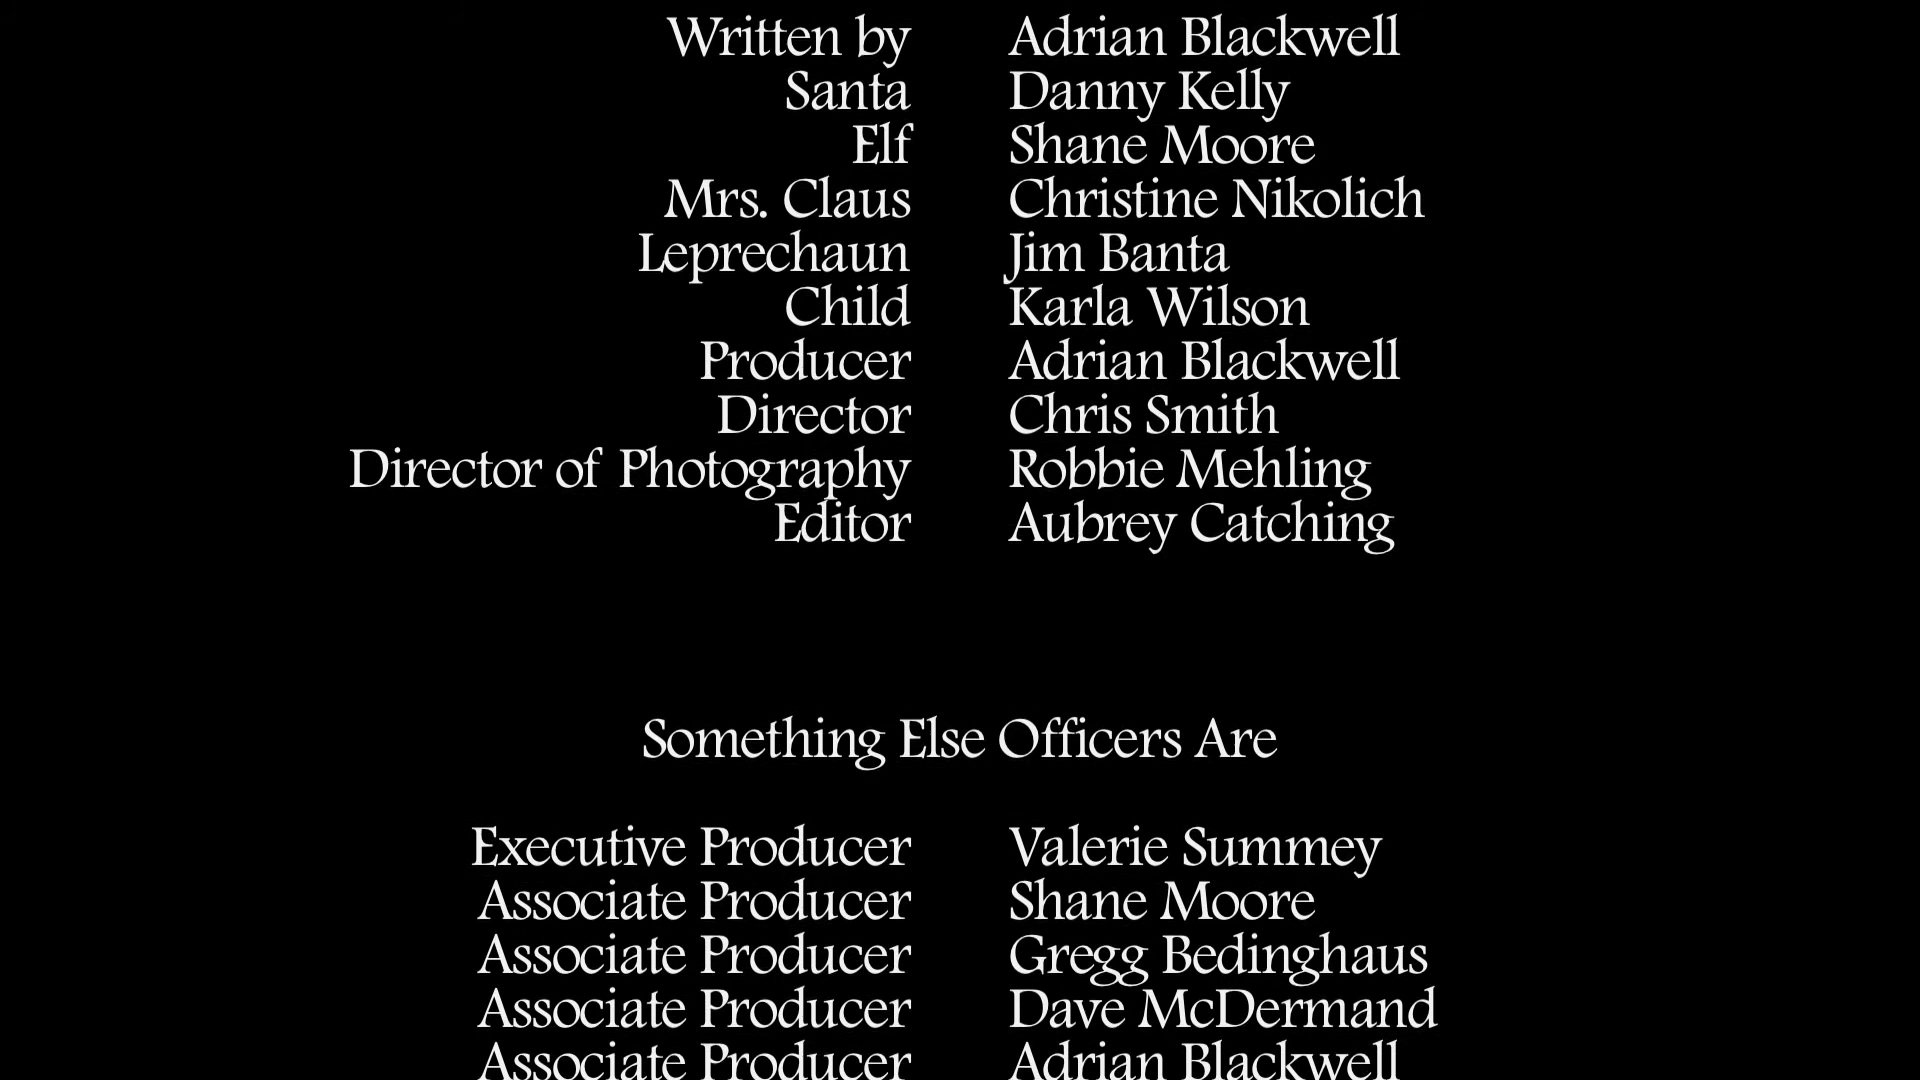 Written by Adrian Blackwell
Santa Danny Kelly
Elf Shane Moore
Mrs. Claus Christine Nikolich
Leprechaun Jim Banta
Child Karla Wilson
Producer Adrian Blackwell
Director Chris Smith
Director of Photography Robbie Mehling
Editor Aubrey Catching
Something Else Officers Are
Executive Producer Valerie Summey
Associate Producer Shane Moore
Associate Producer Gregg Bedinghaus
Associate Producer Dave McDermand
Associate Producer Adrian Blackwell